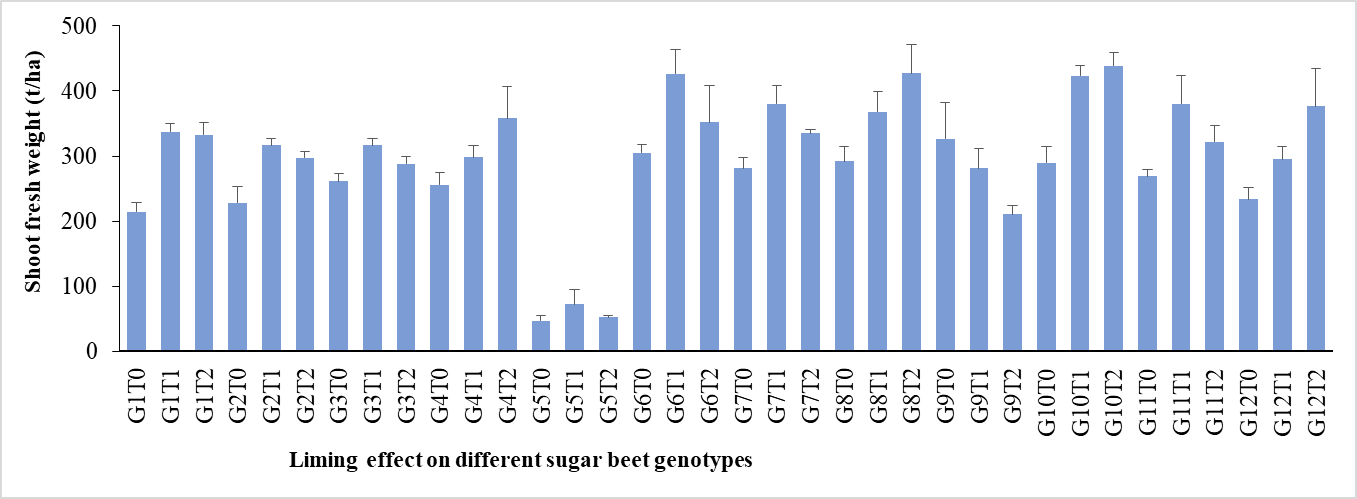 Shoot fresh weight (t/ha)
500
400
300
200
100
0
G1T0
G1T1
G1T2
G2T0
G2T1
G2T2
G3T0
G3T1
G3T2
G4T0
G4T1
G4T2
G5T0
G5T1
G5T2
G6T0
G6T1
G6T2
G7T0
G7T1
G7T2
G8T0
G8T1
G8T2
G9T0
G9T1
G9T2
G10T0
G10T1
G10T2
G11T0
G11T1
G11T2
G12T0
G12T1
G12T2
Liming effect on different sugar beet genotypes